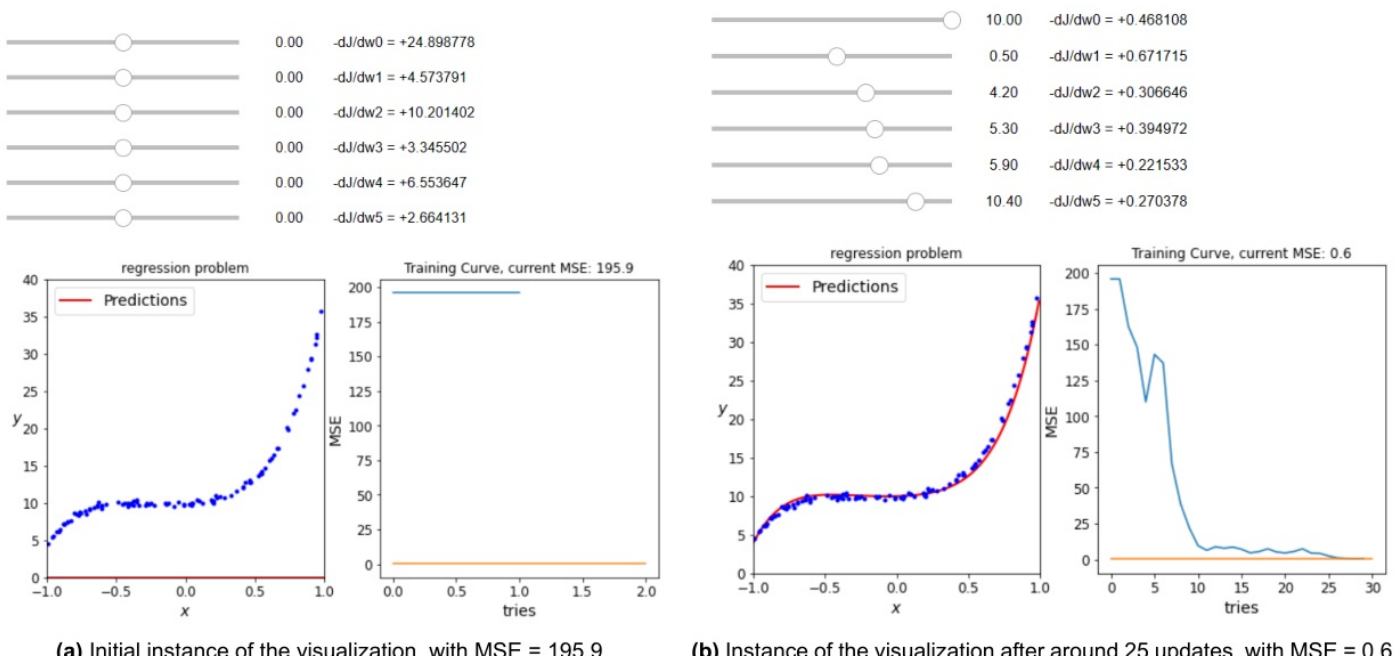 0.00 -dJ/dw0 = +24.898778
0.00 -dJ/dw1 = +4.573791
0.00 -dJ/dw2 = +10.201402
0.00 -dJ/dw3 = +3.345502
0.00 -dJ/dw4 = +6.553647
0.00 -dJ/dw5 = +2.664131
regression problem
Predictions
40
35
30
25
20
15
10
5
0
y
−1.0 −0.5 0.0 0.5 1.0
x
Training Curve, current MSE: 195.9
200
175
150
125
100
75
50
25
0
MSE
0.0 0.5 1.0 1.5 2.0
tries
(a) Initial instance of the visualization, with MSE = 195.9
10.00 -dJ/dw0 = +0.468108
0.50 -dJ/dw1 = +0.671715
4.20 -dJ/dw2 = +0.306646
5.30 -dJ/dw3 = +0.394972
5.90 -dJ/dw4 = +0.221533
10.40 -dJ/dw5 = +0.270378
regression problem
Predictions
40
35
30
25
20
15
10
5
0
y
−1.0 −0.5 0.0 0.5 1.0
x
Training Curve, current MSE: 0.6
200
175
150
125
100
75
50
25
0
MSE
0 5 10 15 20 25 30
tries
(b) Instance of the visualization after around 25 updates, with MSE = 0.6